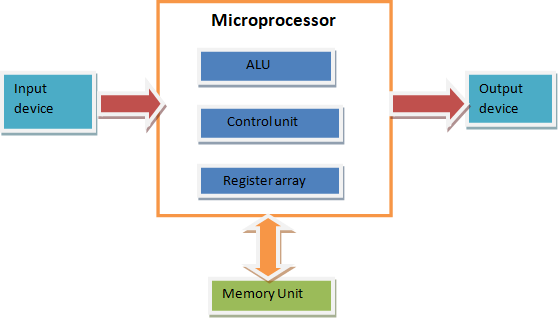 Microprocessor
ALU
Input
device
Output
device
Control unit
Register array
Memory Unit